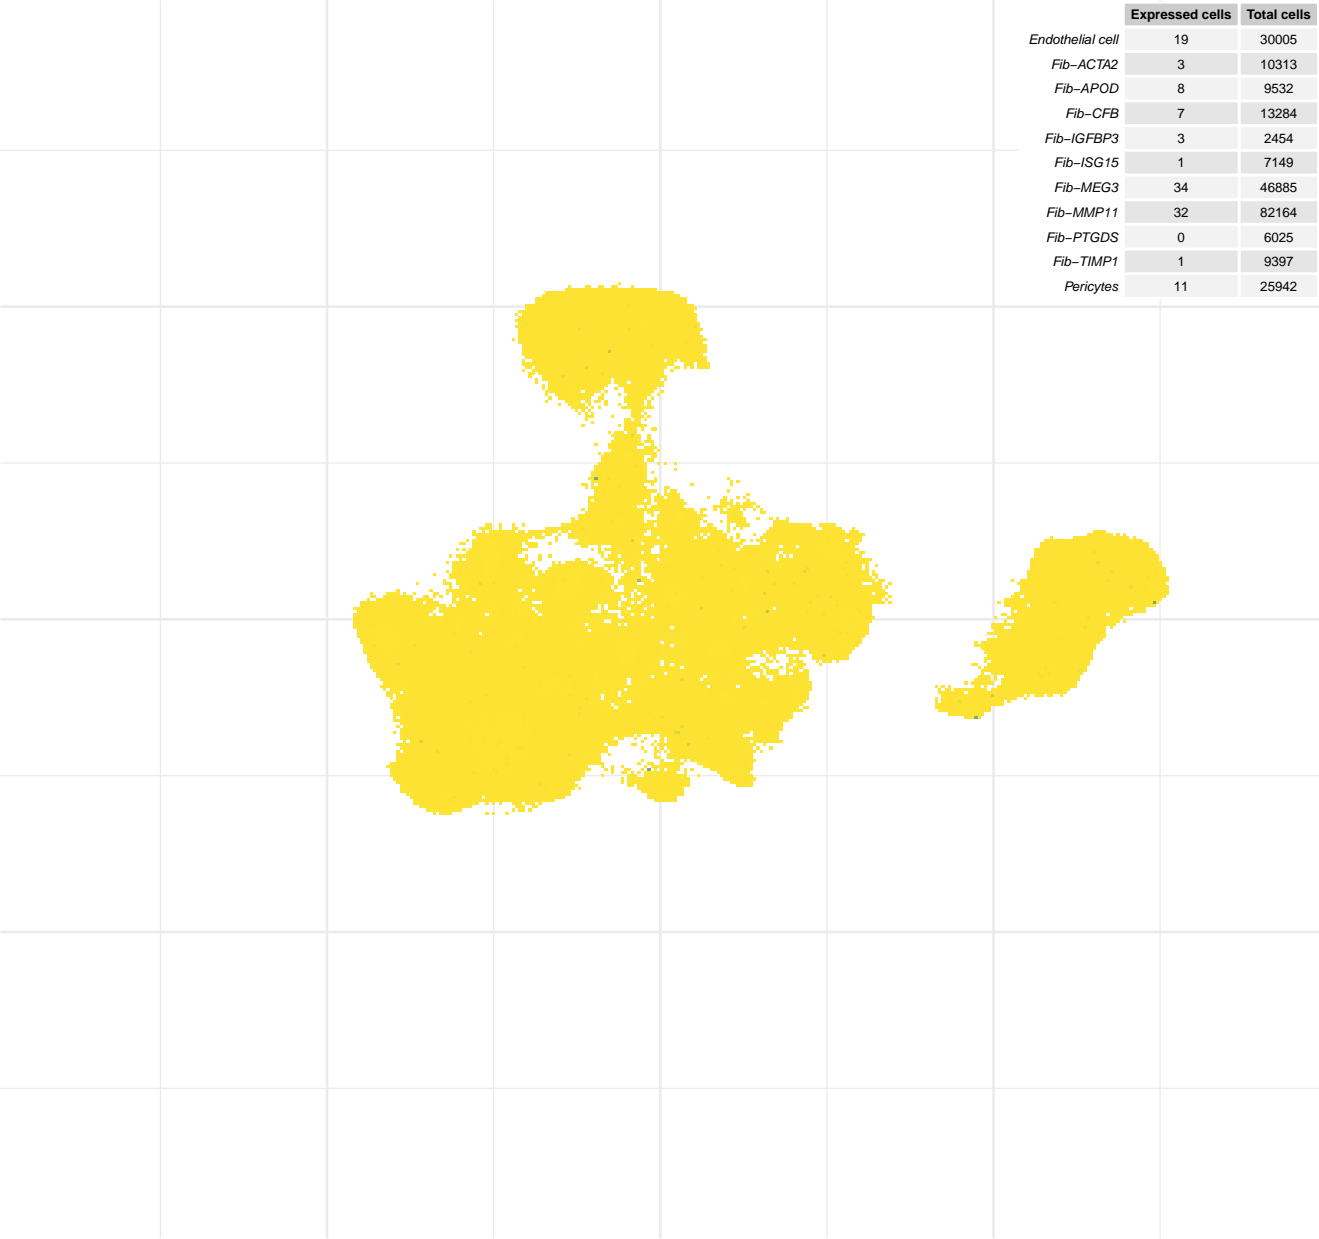 Expressed cells Total cells
Endothelial cell 19 30005
Fib−ACTA2 3 10313
Fib−APOD 8 9532
Fib−CFB 7 13284
Fib−IGFBP3 3 2454
Fib−ISG15 1 7149
Fib−MEG3 34 46885
Fib−MMP11 32 82164
Fib−PTGDS 0 6025
Fib−TIMP1 1 9397
Pericytes 11 25942